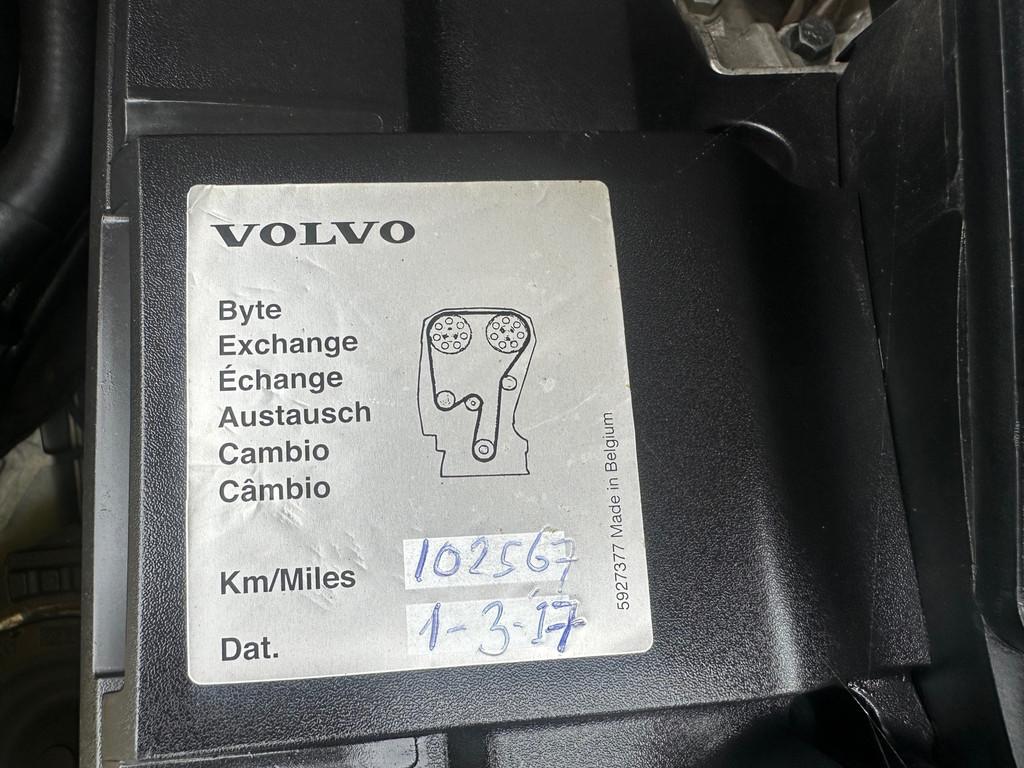 VOLVO
Byte
Exchange
Échange
Austausch
Cambio
Câmbio
Km/Miles 102567
Dat. 1-3-17
5927377 Made in Belgium